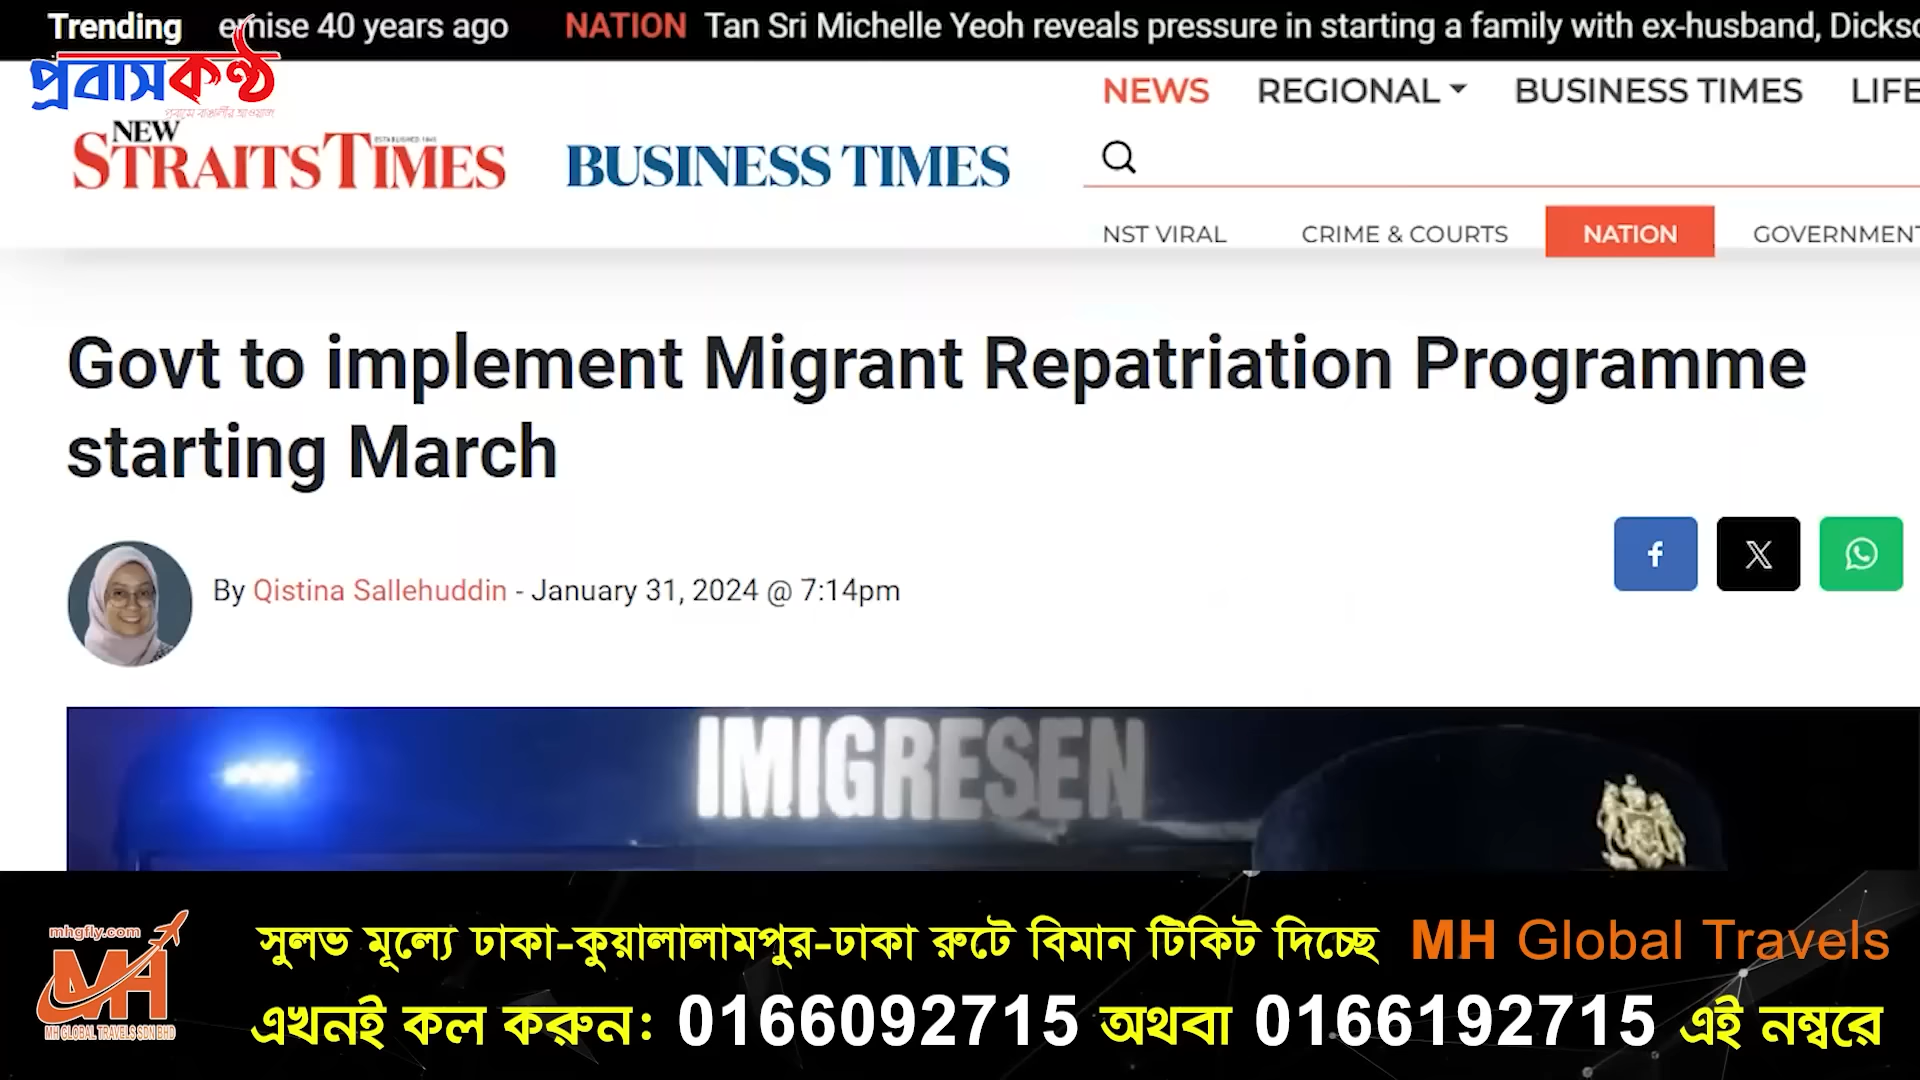 Trending emise 40 years ago NATION Tan Sri Michelle Yeoh reveals pressure in starting a family with ex-husband, Dickso
প্রবাসকণ্ঠ
NEWS REGIONAL BUSINESS TIMES LIFE
NEW
STRAITS TIMES
BUSINESS TIMES
NST VIRAL CRIME & COURTS NATION GOVERNMENT
Govt to implement Migrant Repatriation Programme
starting March
By Qistina Sallehuddin - January 31, 2024 @ 7:14pm
IMIGRESEN
mhgfly.com
MH
MH GLOBAL TRAVELS SDN BHD
সুলভ মূল্যে ঢাকা-কুয়ালালামপুর-ঢাকা রুটে বিমান টিকিট দিচ্ছে MH Global Travels
এখনই কল করুন: 0166092715 অথবা 0166192715 এই নম্বরে